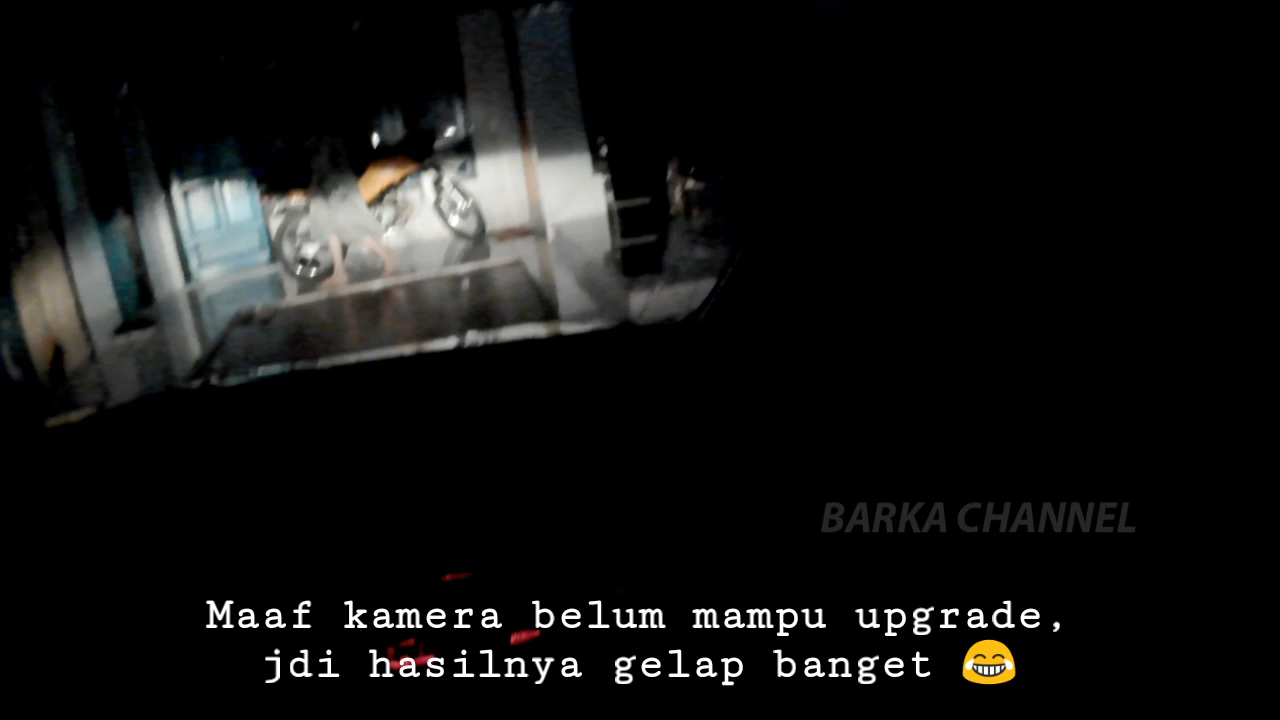 BARKA CHANNEL
Maaf kamera belum mampu upgrade,
jdi hasilnya gelap banget 😂